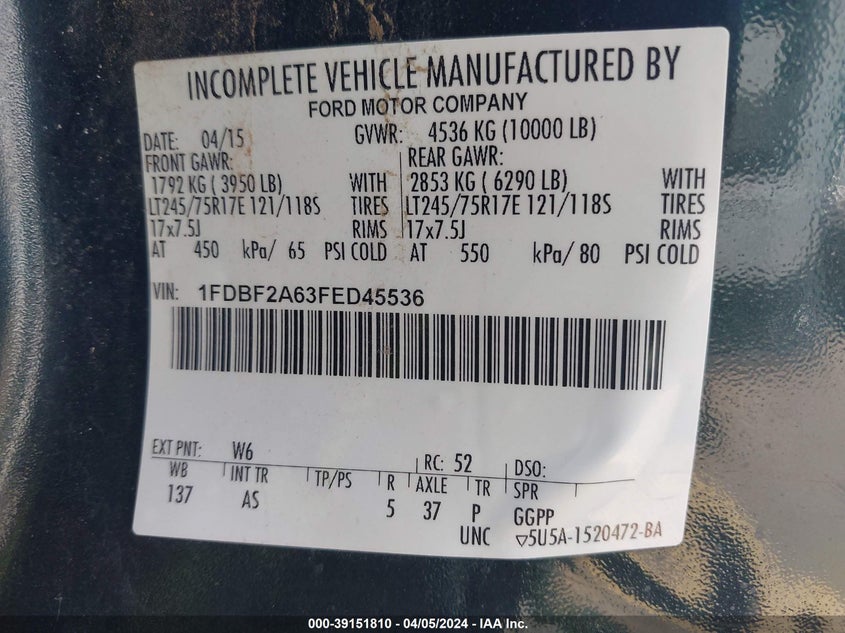 INCOMPLETE VEHICLE MANUFACTURED BY
FORD MOTOR COMPANY
DATE: 04/15 GVWR: 4536 KG (10000 LB)
FRONT GAWR: REAR GAWR:
1792 KG ( 3950 LB) WITH 2853 KG ( 6290 LB) WITH
LT245/75R17E 121/118S TIRES LT245/75R17E 121/118S TIRES
17x7.5J RIMS 17x7.5J RIMS
AT 450 kPa/ 65 PSI COLD AT 550 kPa/ 80 PSI COLD
VIN: 1FDBF2A63FED45536
EXT PNT: W6 RC: 52 DSO:
WB INT TR TP/PS R AXLE TR SPR
137 AS 5 37 P GGPP
UNC ▽5U5A-1520472-BA
000-39151810 - 04/05/2024 - IAA Inc.